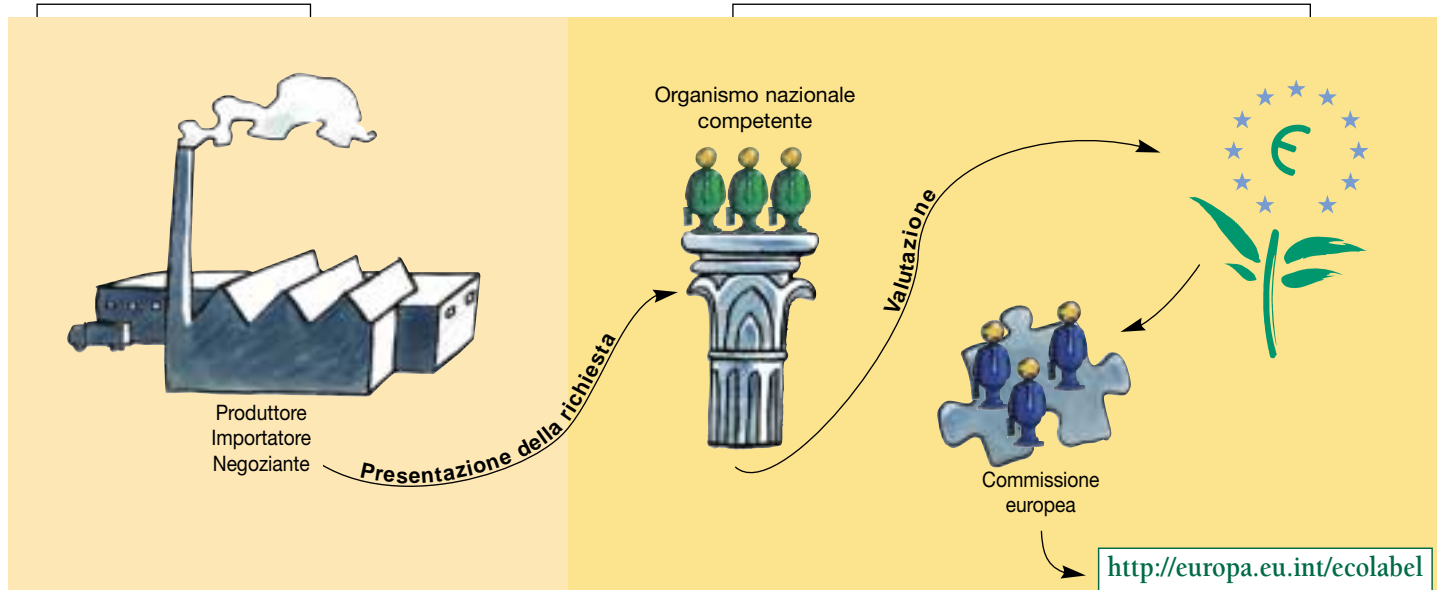 Organismo nazionale
competente
Produttore
Importatore
Negoziante
Presentazione della richiesta
Valutazione
Commissione
europea
http://europa.eu.int/ecolabel